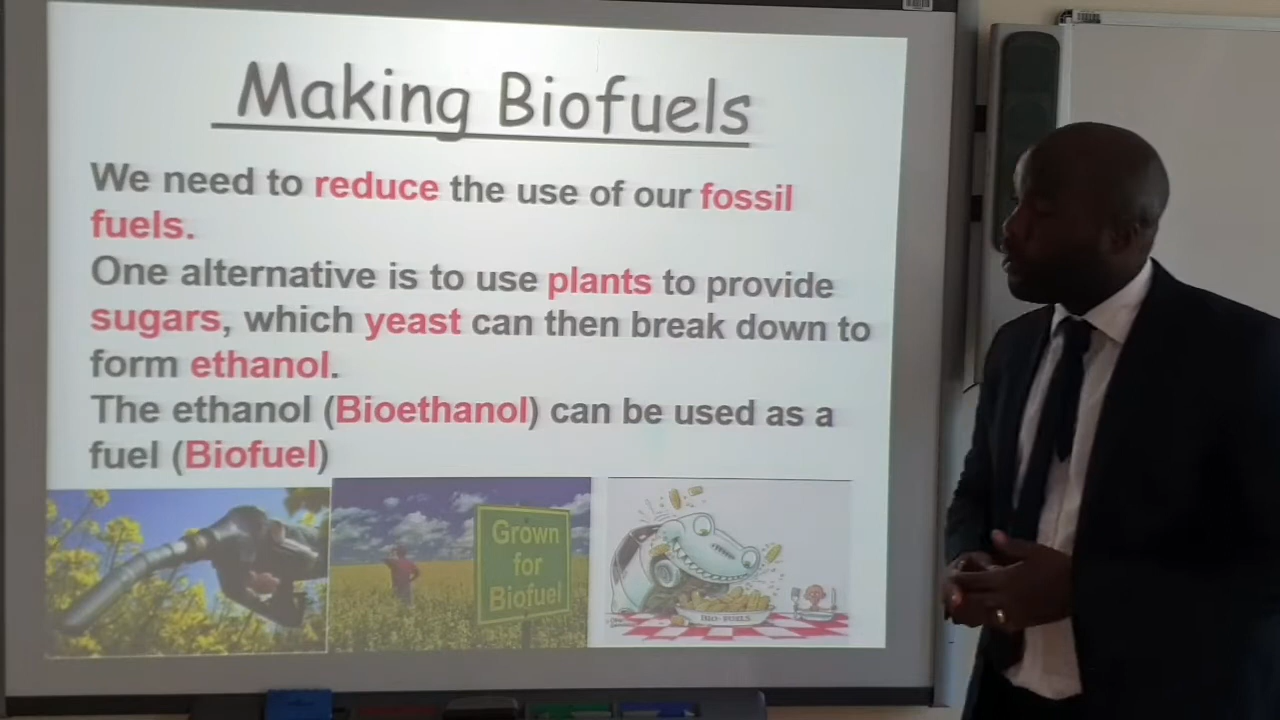 Making Biofuels
We need to reduce the use of our fossil
fuels.
One alternative is to use plants to provide
sugars, which yeast can then break down to
form ethanol.
The ethanol (Bioethanol) can be used as a
fuel (Biofuel)
Grown
for
Biofuel
BIO-FUELS